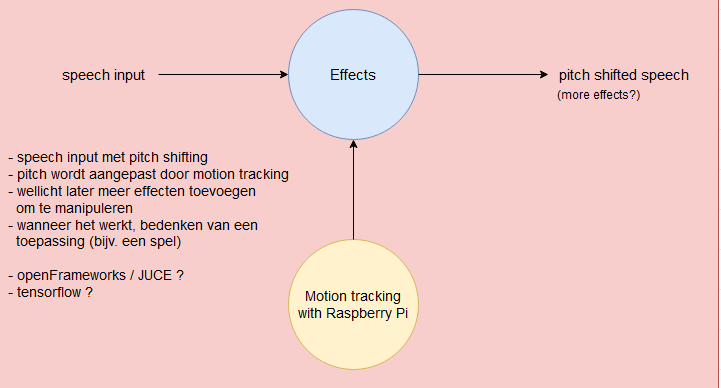 speech input
Effects
pitch shifted speech
(more effects?)
- speech input met pitch shifting
- pitch wordt aangepast door motion tracking
- wellicht later meer effecten toevoegen
om te manipuleren
- wanneer het werkt, bedenken van een
toepassing (bijv. een spel)
- openFrameworks / JUCE ?
- tensorflow ?
Motion tracking
with Raspberry Pi